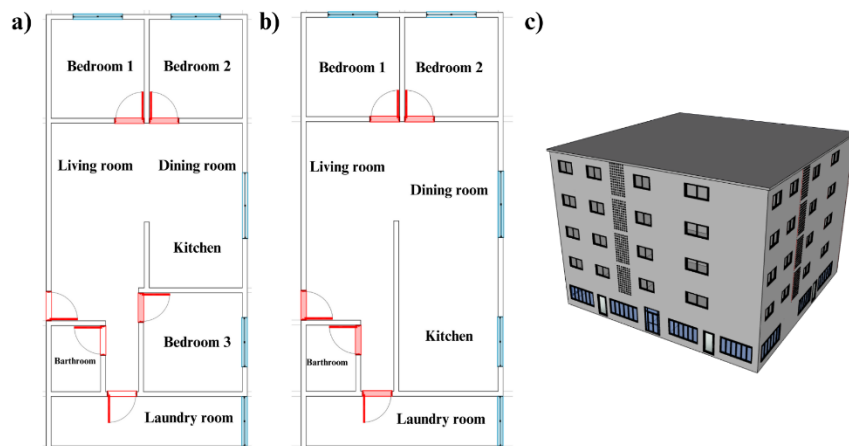 a)
Bedroom 1
Bedroom 2
Living room
Dining room
Kitchen
Bedroom 3
Barthroom
Laundry room
b)
Bedroom 1
Bedroom 2
Living room
Dining room
Kitchen
Barthroom
Laundry room
c)